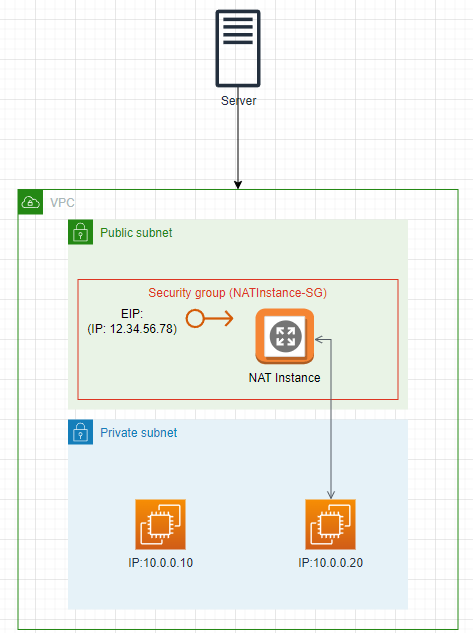 Server
VPC
Public subnet
Security group (NATInstance-SG)
EIP:
(IP: 12.34.56.78)
NAT Instance
Private subnet
IP:10.0.0.10
IP:10.0.0.20